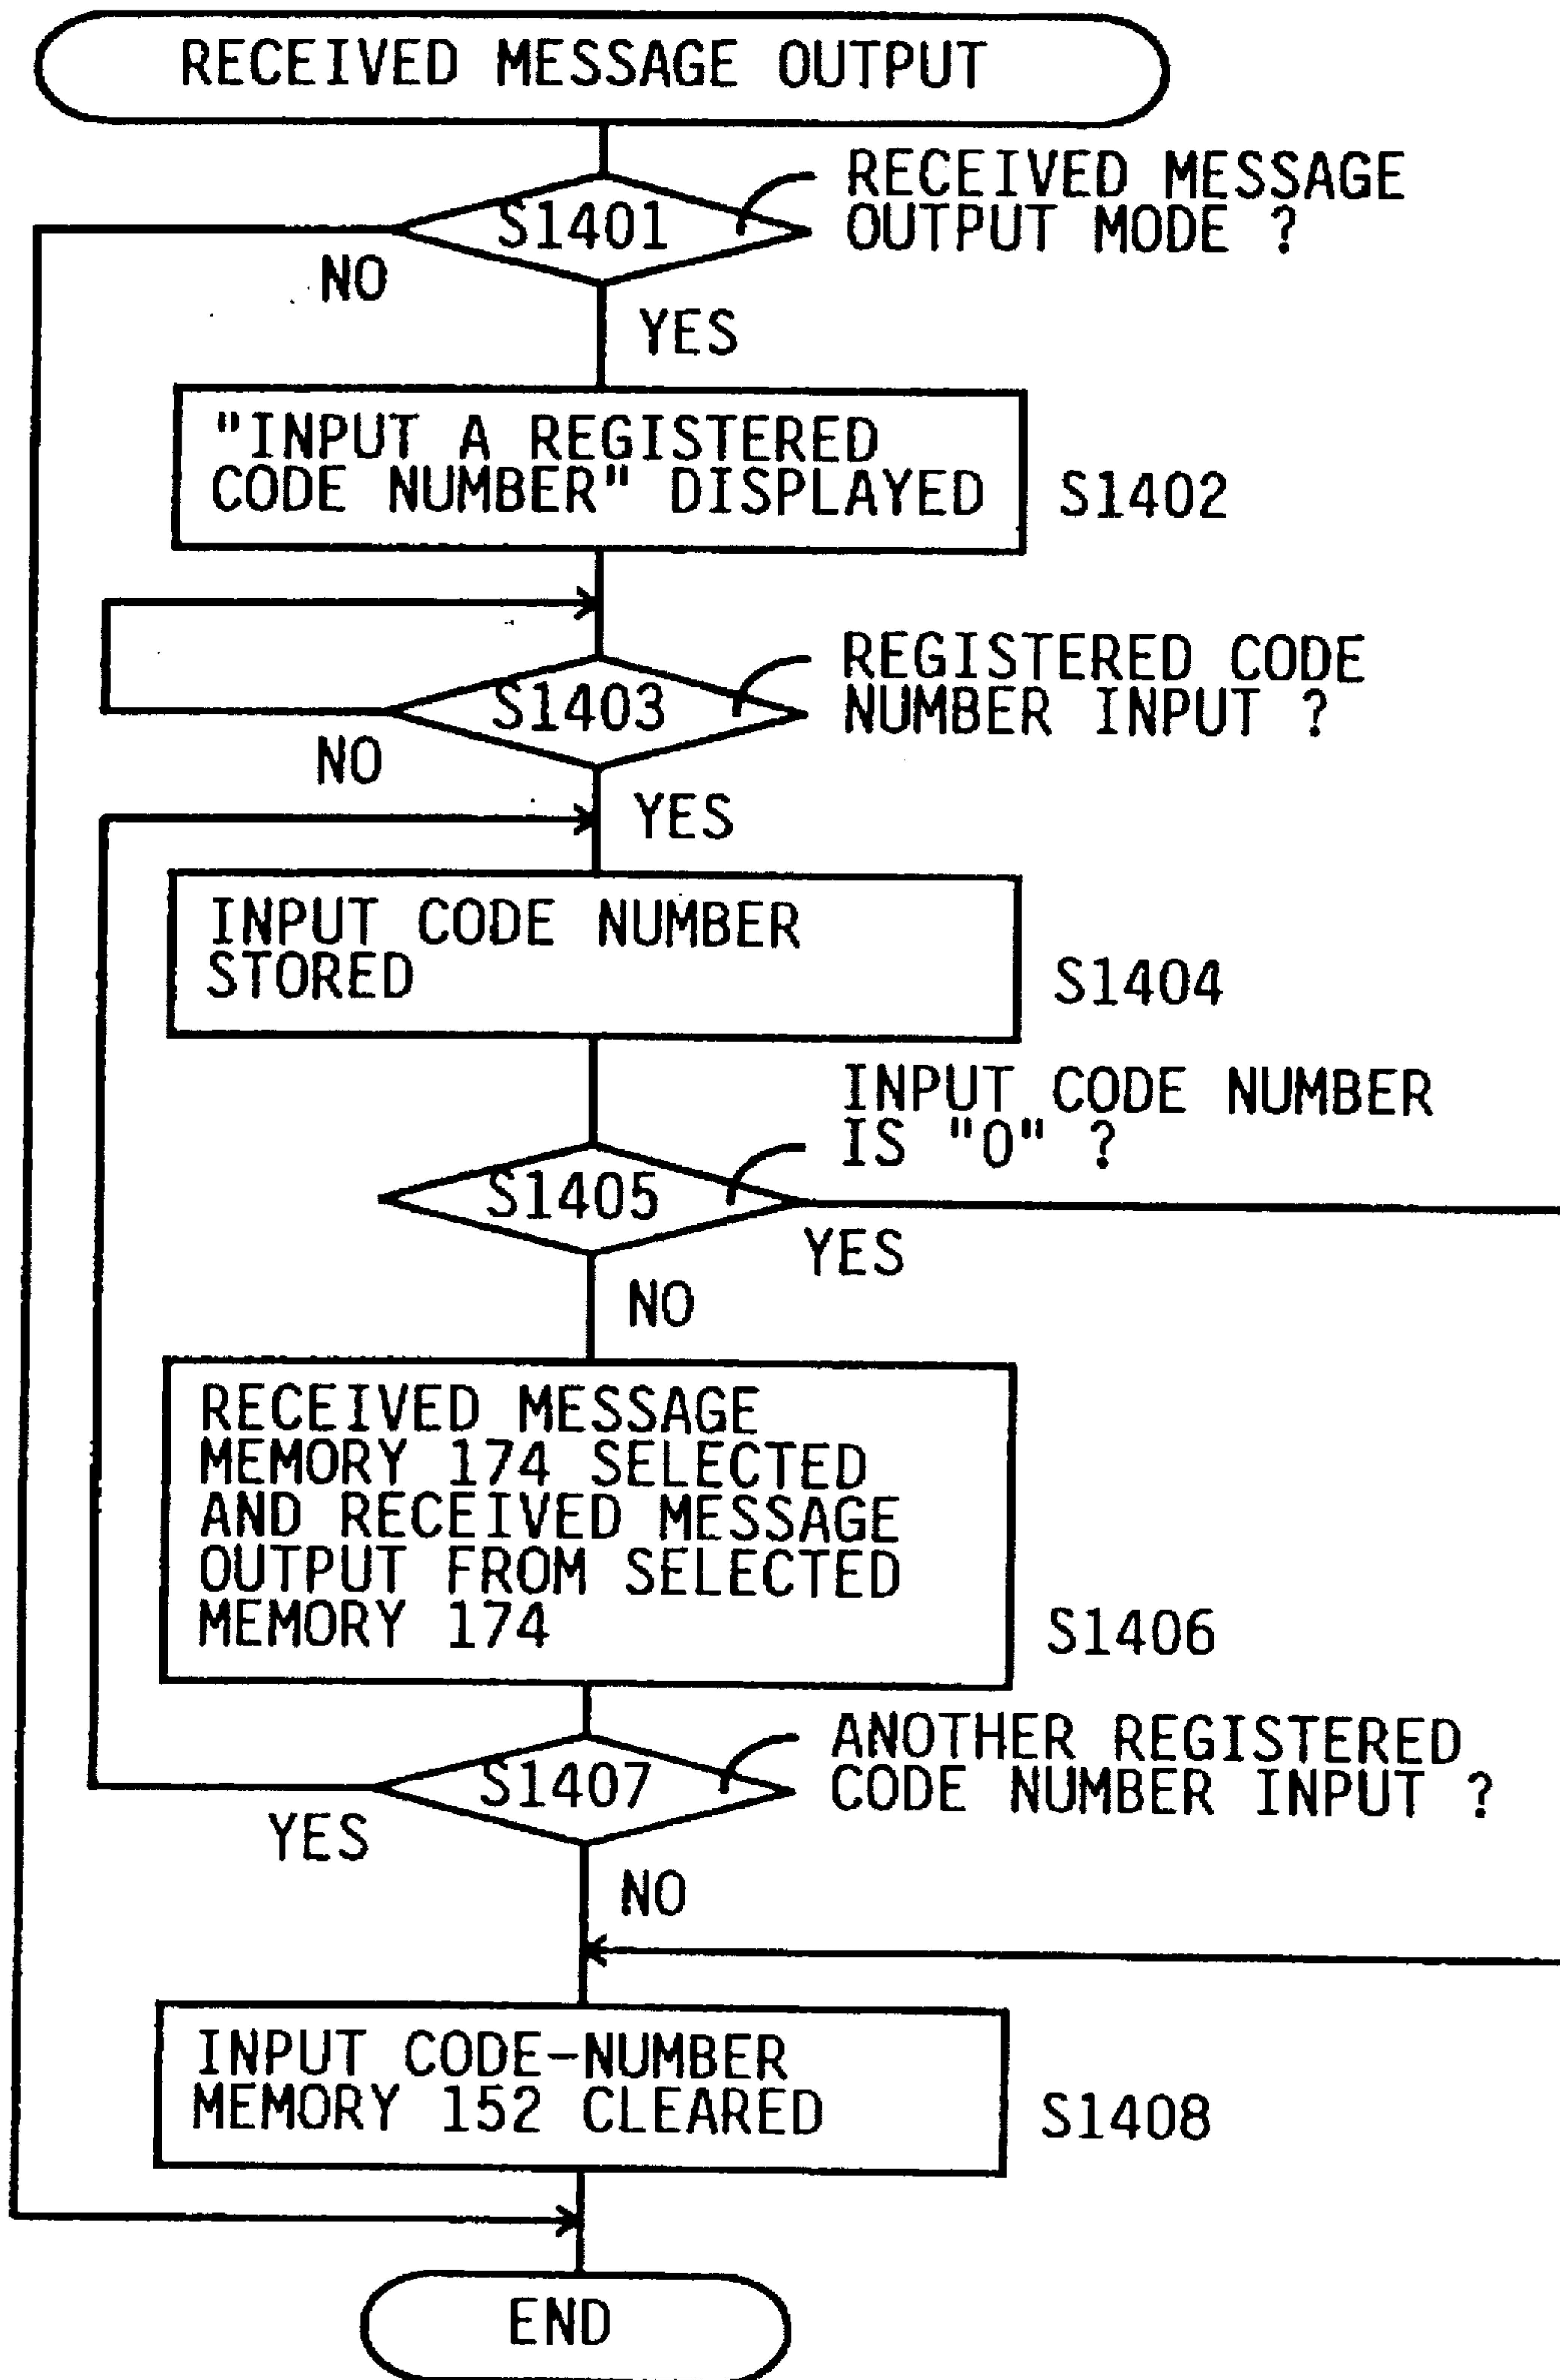 RECEIVED MESSAGE OUTPUT
S1401
RECEIVED MESSAGE
OUTPUT MODE ?
NO
YES
"INPUT A REGISTERED
CODE NUMBER" DISPLAYED
S1402
S1403
REGISTERED CODE
NUMBER INPUT ?
NO
YES
INPUT CODE NUMBER
STORED
S1404
INPUT CODE NUMBER
IS "0" ?
S1405
YES
NO
RECEIVED MESSAGE
MEMORY 174 SELECTED
AND RECEIVED MESSAGE
OUTPUT FROM SELECTED
MEMORY 174
S1406
S1407
ANOTHER REGISTERED
CODE NUMBER INPUT ?
YES
NO
INPUT CODE-NUMBER
MEMORY 152 CLEARED
S1408
END